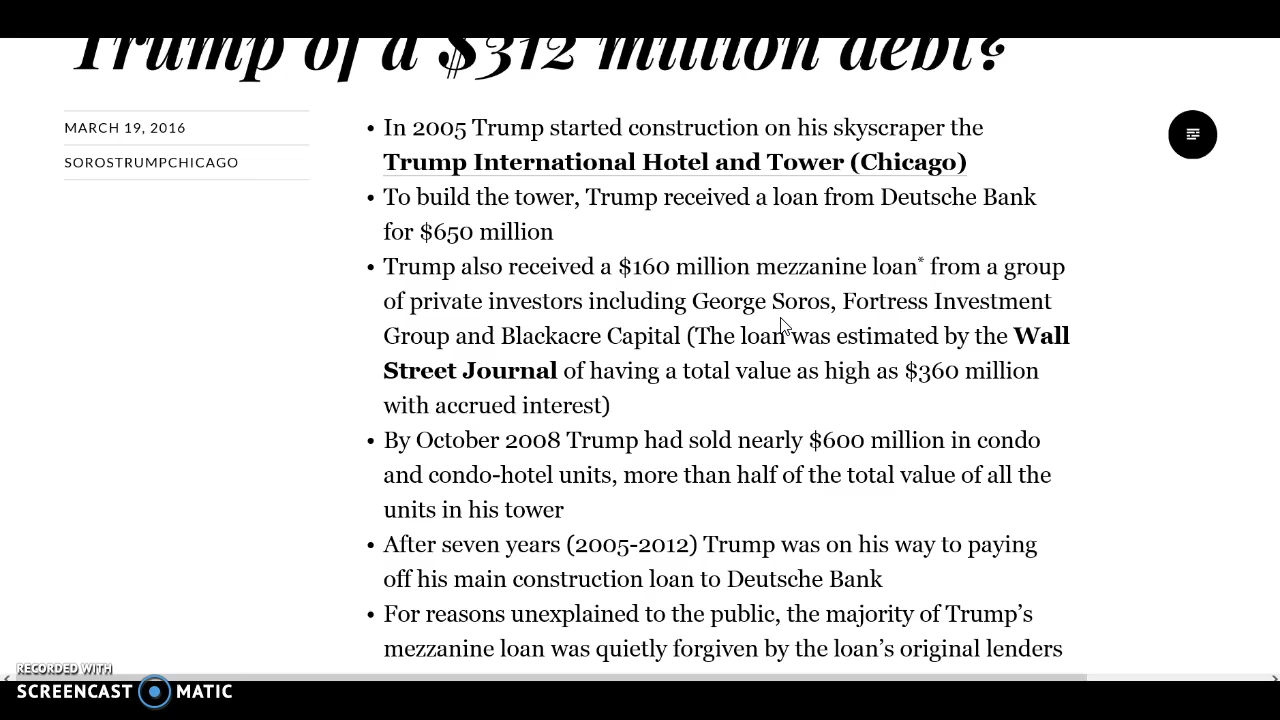 Trump of a $312 million debt?
MARCH 19, 2016
SOROSTRUMPCHICAGO
• In 2005 Trump started construction on his skyscraper the
Trump International Hotel and Tower (Chicago)
• To build the tower, Trump received a loan from Deutsche Bank
for $650 million
• Trump also received a $160 million mezzanine loan* from a group
of private investors including George Soros, Fortress Investment
Group and Blackacre Capital (The loan was estimated by the Wall
Street Journal of having a total value as high as $360 million
with accrued interest)
• By October 2008 Trump had sold nearly $600 million in condo
and condo-hotel units, more than half of the total value of all the
units in his tower
• After seven years (2005-2012) Trump was on his way to paying
off his main construction loan to Deutsche Bank
• For reasons unexplained to the public, the majority of Trump’s
mezzanine loan was quietly forgiven by the loan’s original lenders
RECORDED WITH
SCREENCAST MATIC